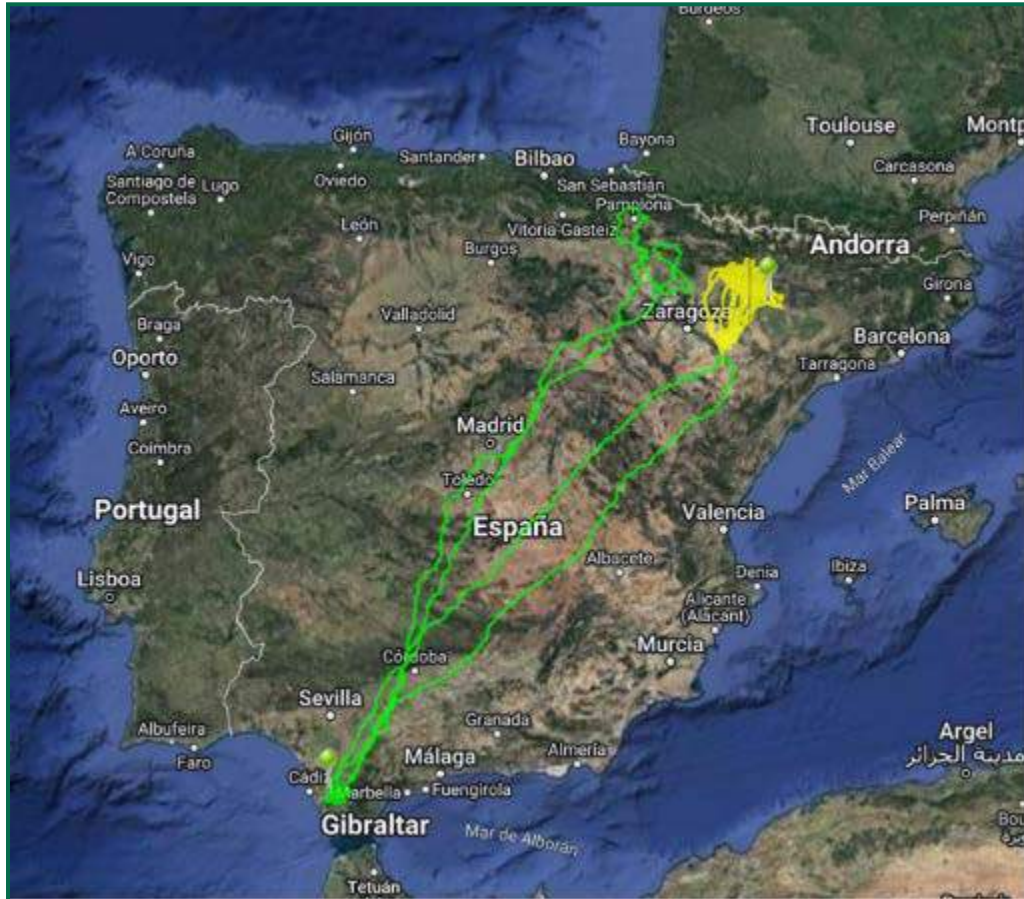 Burdeos
Toulouse
Montp
Gijón
Bayona
A Coruña
Santander
Bilbao
Carcasona
Santiago de
Compostela
Lugo
Oviedo
San Sebastián
Pamplona
Perpiñán
León
Vitoria-Gasteiz
Burgos
Andorra
Vigo
Girona
Valladolid
Zaragoza
Braga
Barcelona
Oporto
Tarragona
Salamanca
Aveiro
Madrid
Coimbra
Mar Balear
Toledo
Portugal
España
Valencia
Palma
Lisboa
Albacete
Denia
Ibiza
Alicante
(Alacant)
Murcia
Córdoba
Sevilla
Albufeira
Granada
Argel
مدينة الجزائر
Faro
Málaga
Almería
Cádiz
Marbella
Fuengirola
Gibraltar
Mar de Alborán
Bou
Tetuán